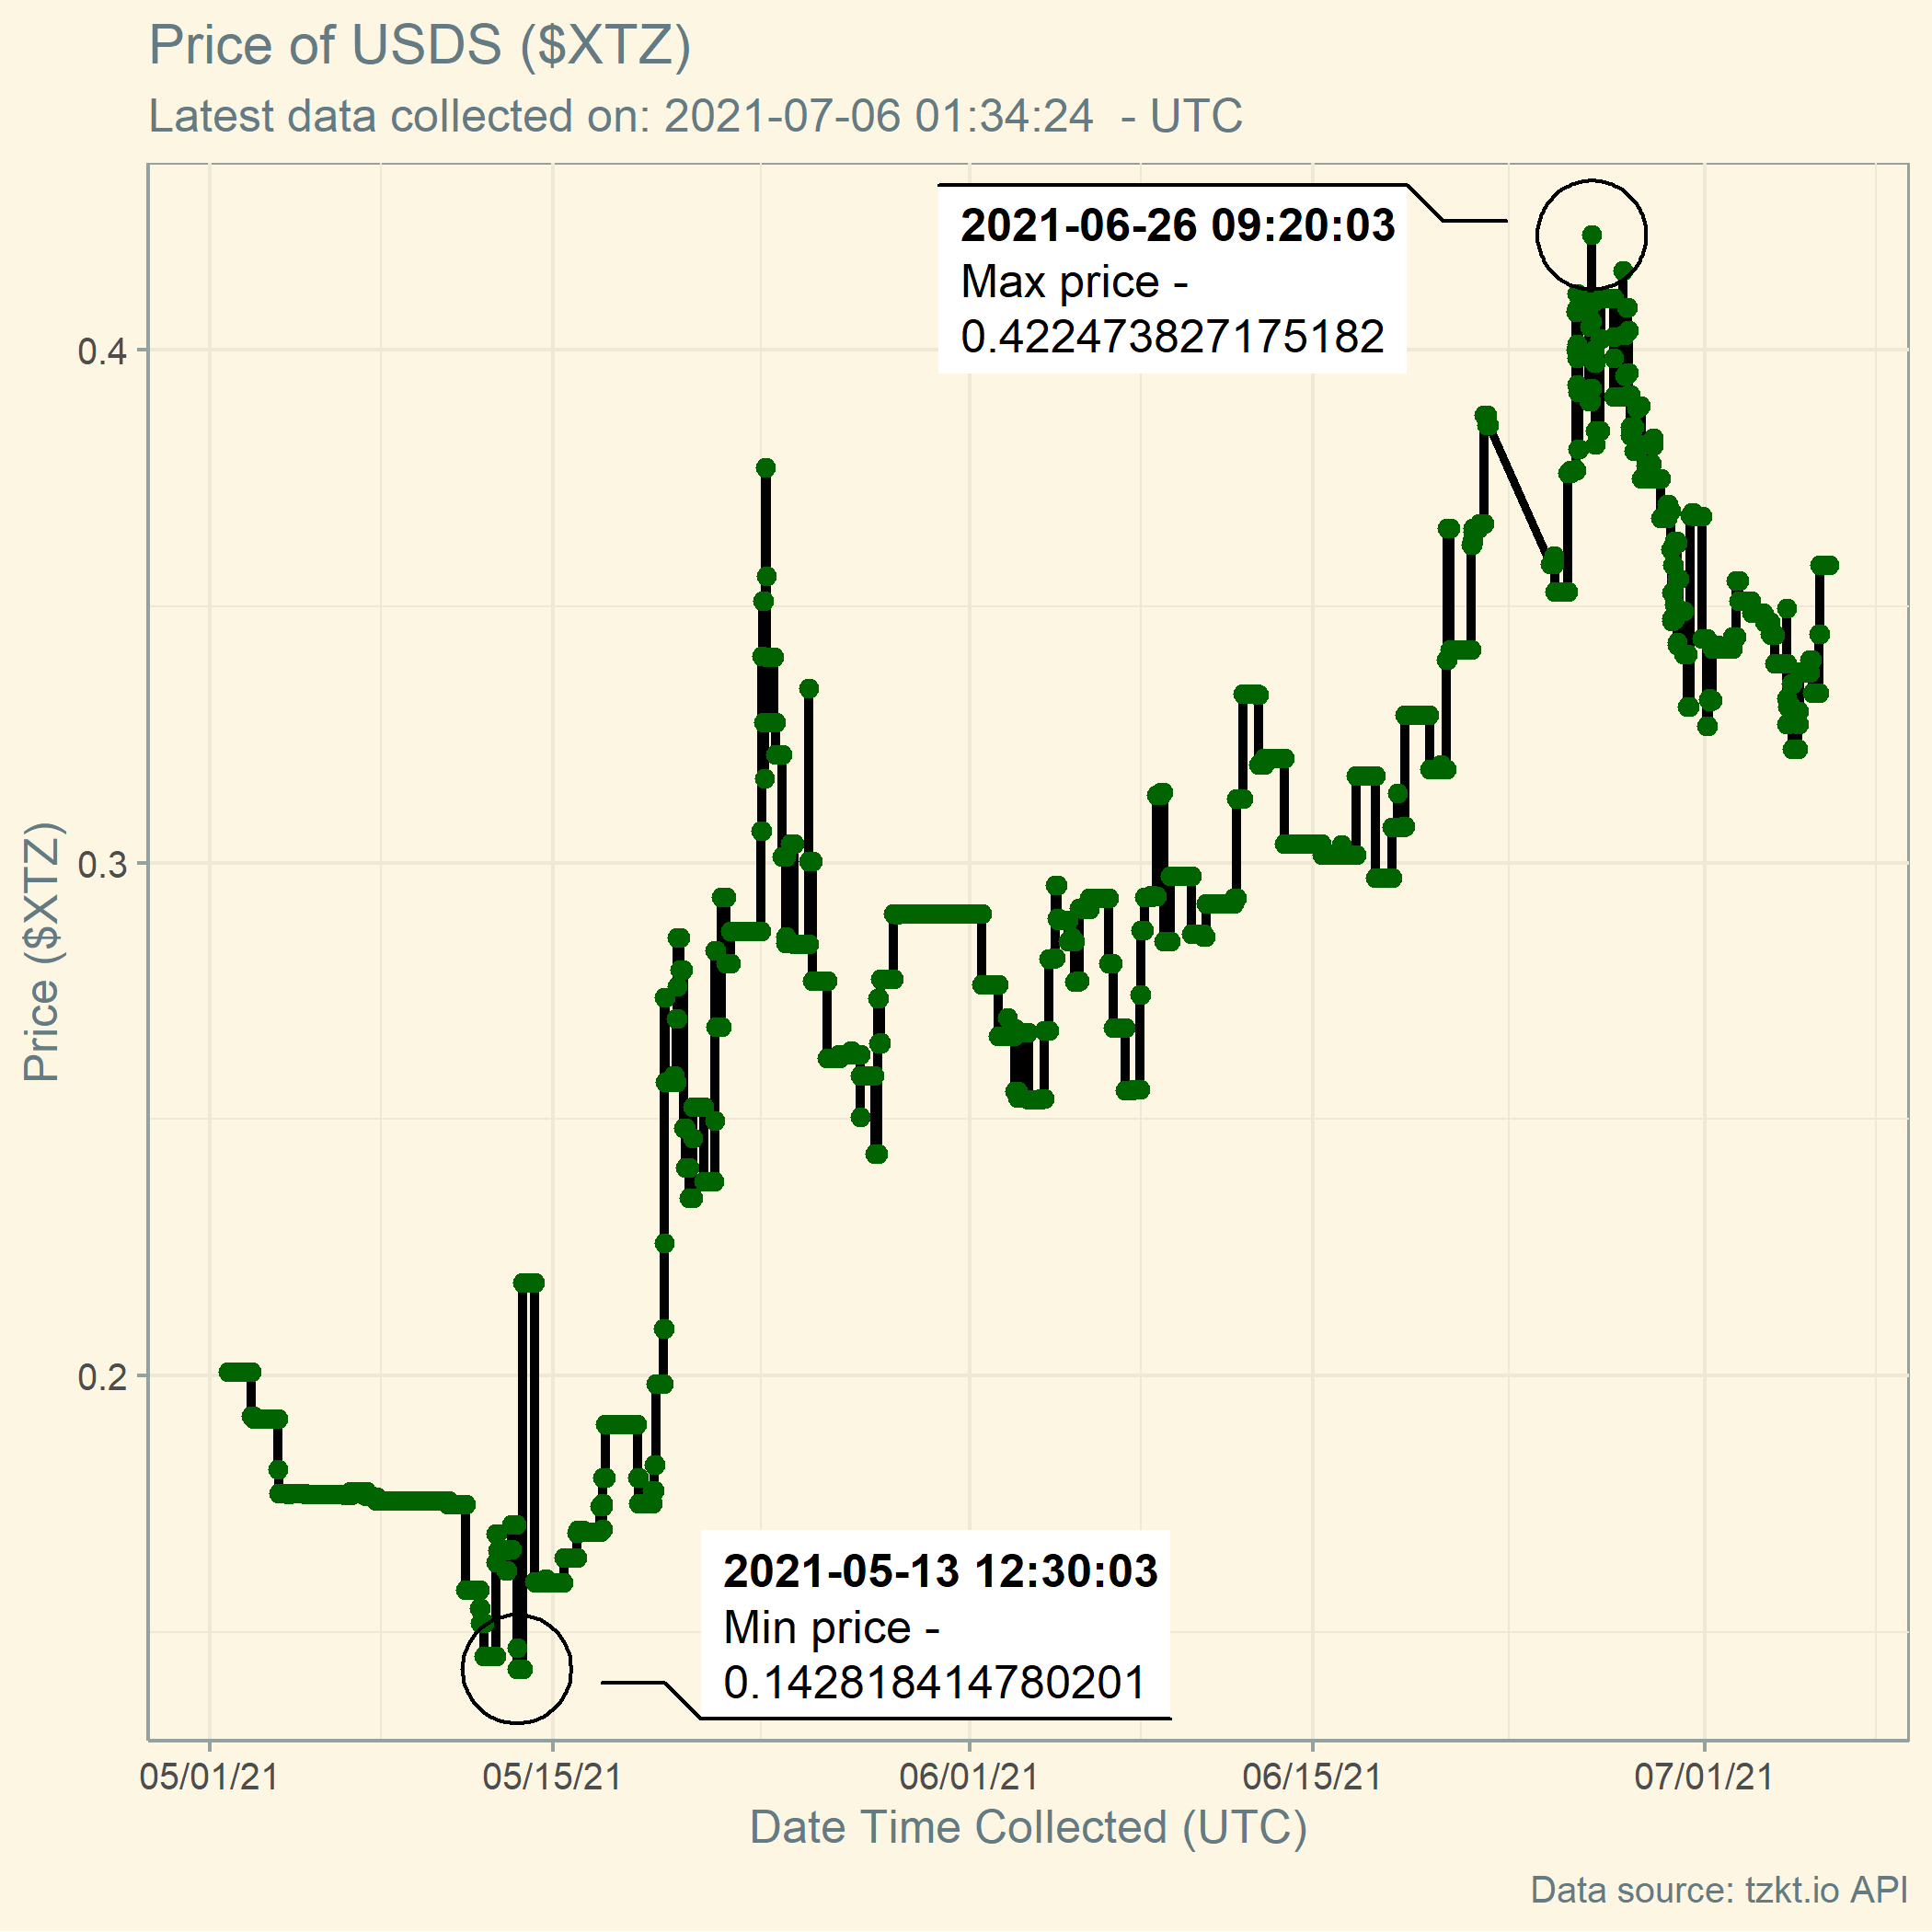 Price of USDS ($XTZ)
Latest data collected on: 2021-07-06 01:34:24  - UTC
2021-06-26 09:20:03
Max price -
0.422473827175182
0.4
0.3
0.2
Price ($XTZ)
2021-05-13 12:30:03
Min price -
0.142818414780201
05/01/21
05/15/21
06/01/21
06/15/21
07/01/21
Date Time Collected (UTC)
Data source: tzkt.io API